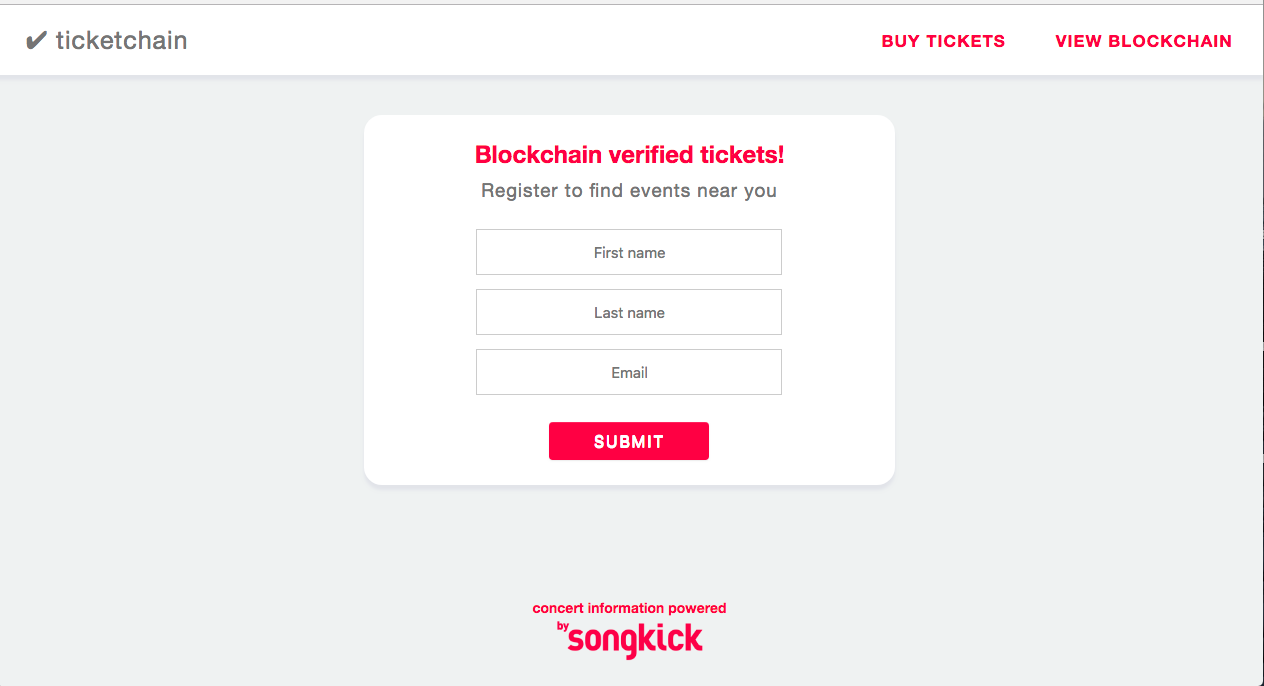 ✔ ticketchain
BUY TICKETS
VIEW BLOCKCHAIN
Blockchain verified tickets!
Register to find events near you
First name
Last name
Email
SUBMIT
concert information powered
by songkick